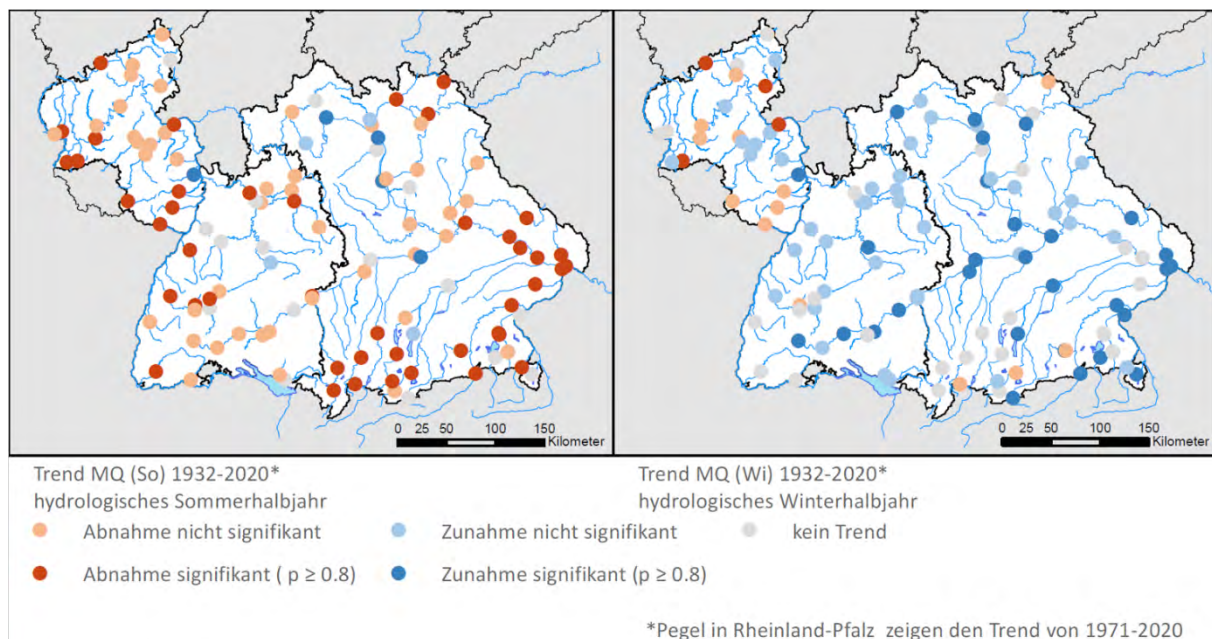 0 25 50 100 150
Kilometer
0 25 50 100 150
Kilometer
Trend MQ (So) 1932-2020*
hydrologisches Sommerhalbjahr
Trend MQ (Wi) 1932-2020*
hydrologisches Winterhalbjahr
Abnahme nicht signifikant
Zunahme nicht signifikant
kein Trend
Abnahme signifikant ( p ≥ 0.8)
Zunahme signifikant (p ≥ 0.8)
*Pegel in Rheinland-Pfalz zeigen den Trend von 1971-2020